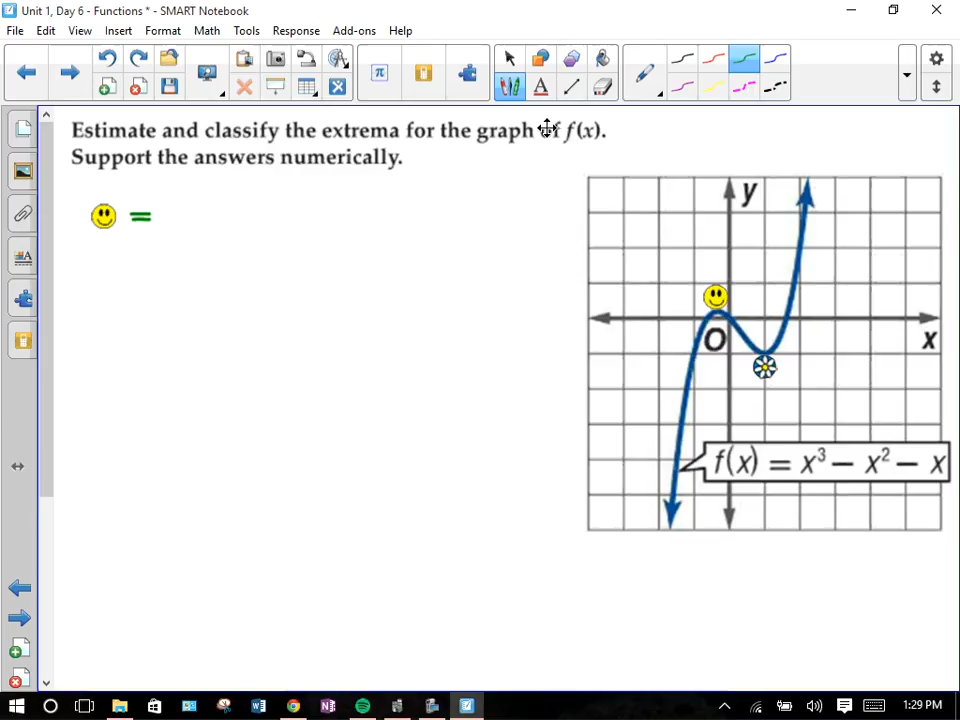 Unit 1, Day 6 - Functions * - SMART Notebook
File Edit View Insert Format Math Tools Response Add-ons Help
π A
Estimate and classify the extrema for the graph of f(x).
Support the answers numerically.
=
y
O
x
f(x) = x³ − x² − x
1:29 PM